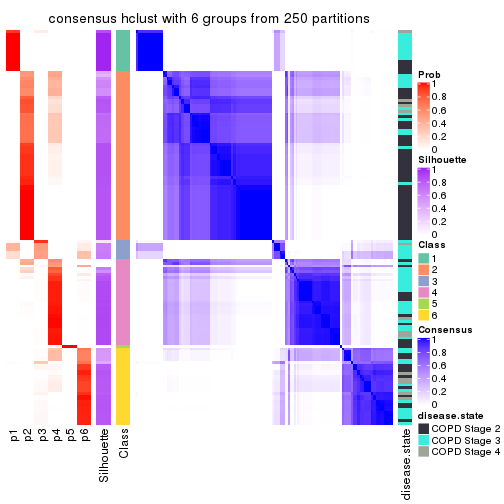 consensus hclust with 6 groups from 250 partitions
Prob
1
0.8
0.6
0.4
0.2
0
Silhouette
1
0.8
0.6
0.4
0.2
0
Class
1
2
3
4
5
6
Consensus
1
0.8
0.6
0.4
0.2
0
disease.state
COPD Stage 2
COPD Stage 3
COPD Stage 4
p1
p2
p3
p4
p5
p6
Silhouette
Class
disease.state